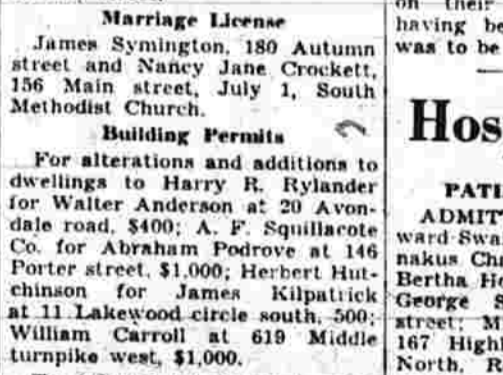 Marriage License
James Symington, 180 Autumn
street and Nancy Jane Crockett,
156 Main street, July 1, South
Methodist Church.
Building Permits
For alterations and additions to
dwellings to Harry R. Rylander
for Walter Anderson at 20 Avon-
dale road, $400; A. F. Squillacote
Co. for Abraham Podrove at 146
Porter street, $1,000; Herbert Hut-
chinson for James Kilpatrick
at 11 Lakewood circle south, 500;
William Carroll at 619 Middle
turnpike west, $1,000.
on their
having be
was to be
Hos
PATI
ADMIT
ward Swa
nakus Cha
Bertha He
George S
street; M
167 Highl
North, R